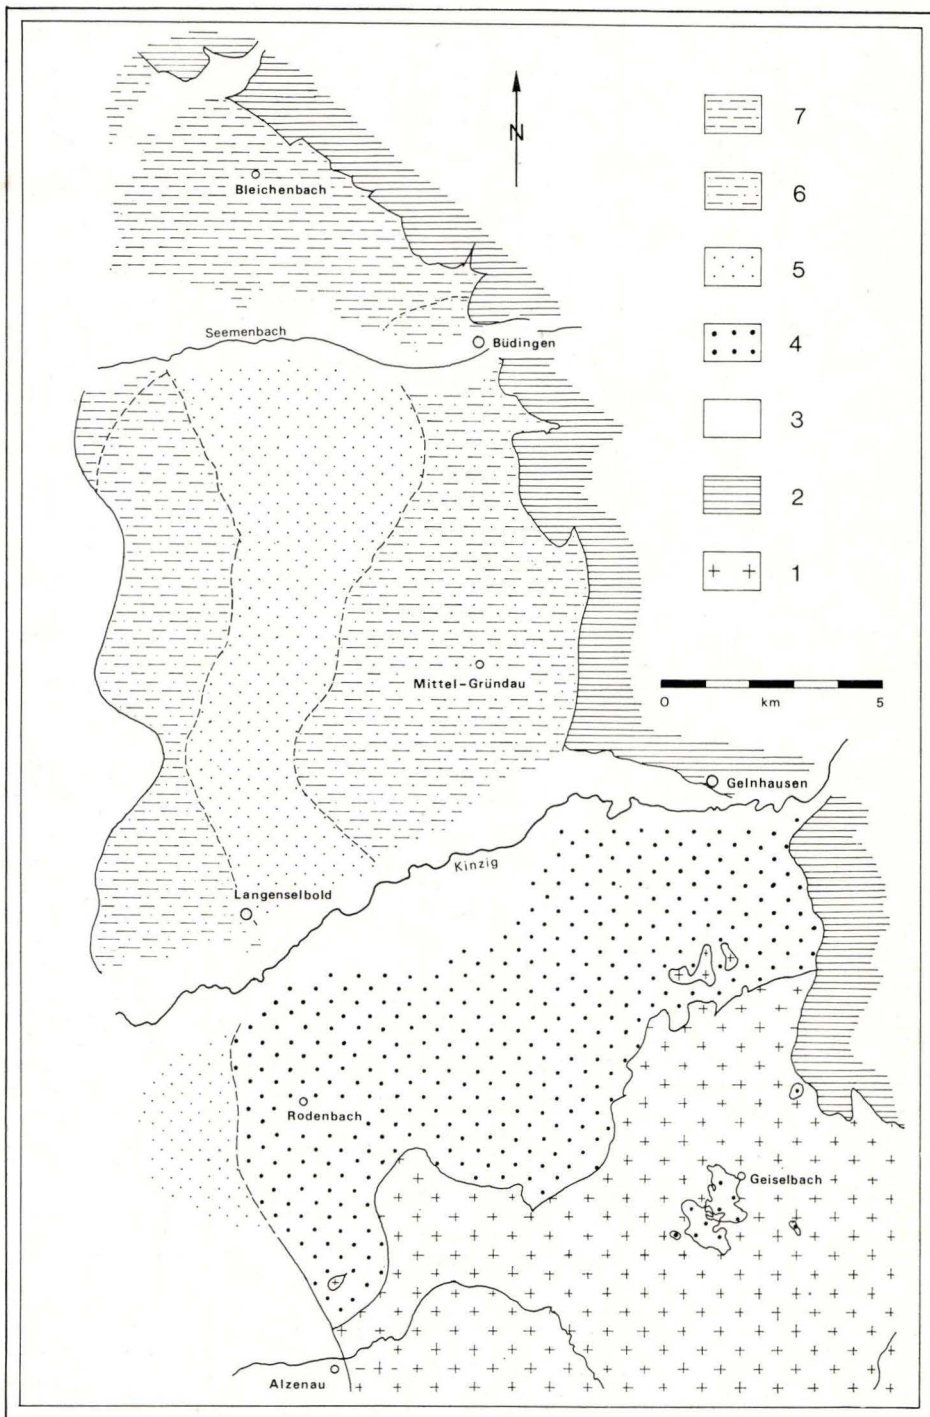 N
7
6
5
4
3
2
1
Bleichenbach
Seemenbach
Büdingen
Mittel-Gründau
0 km 5
Gelnhausen
Kinzig
Langenselbold
Rodenbach
Geiselbach
Alzenau